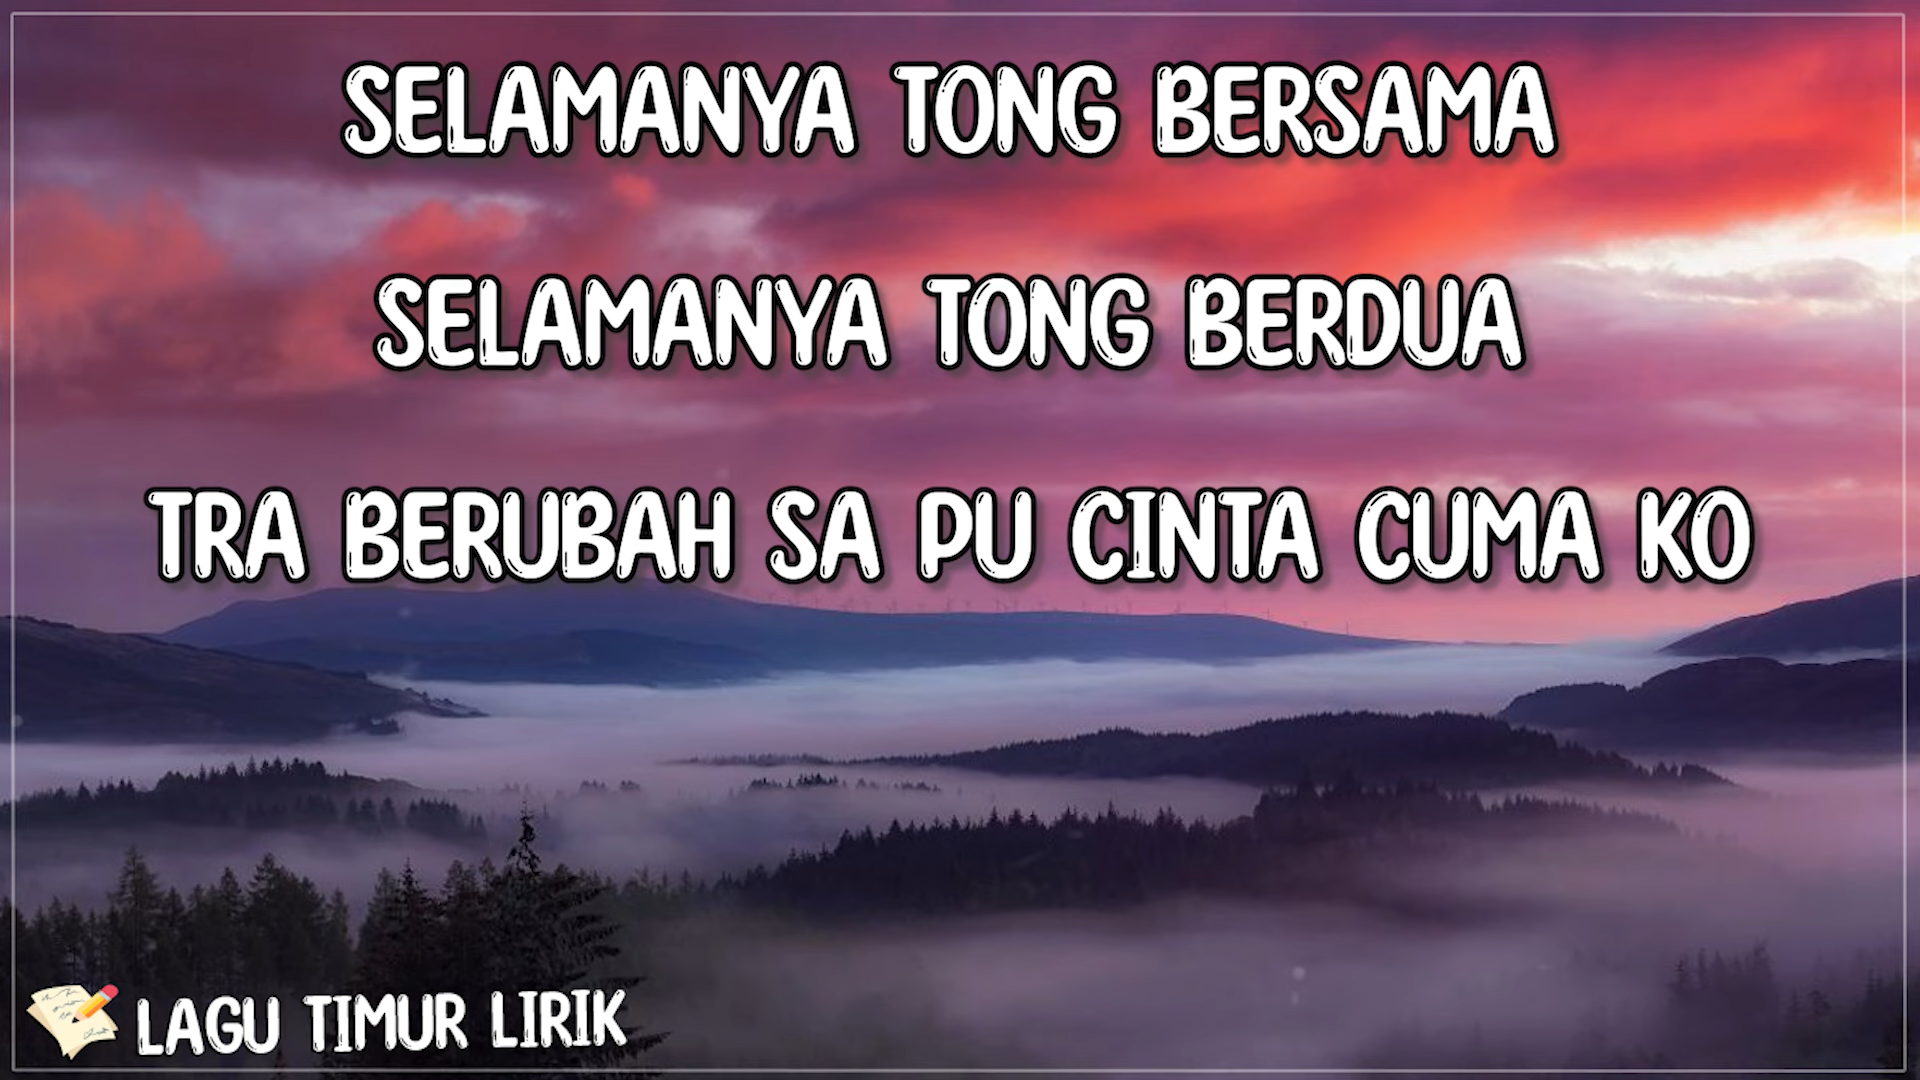 SELAMANYA TONG BERSAMA
SELAMANYA TONG BERDUA
TRA BERUBAH SA PU CINTA CUMA KO
LAGU TIMUR LIRIK